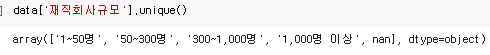 data['재직회사규모'].unique()
array(['1~50명', '50~300명', '300~1,000명', '1,000명 이상', nan], dtype=object)